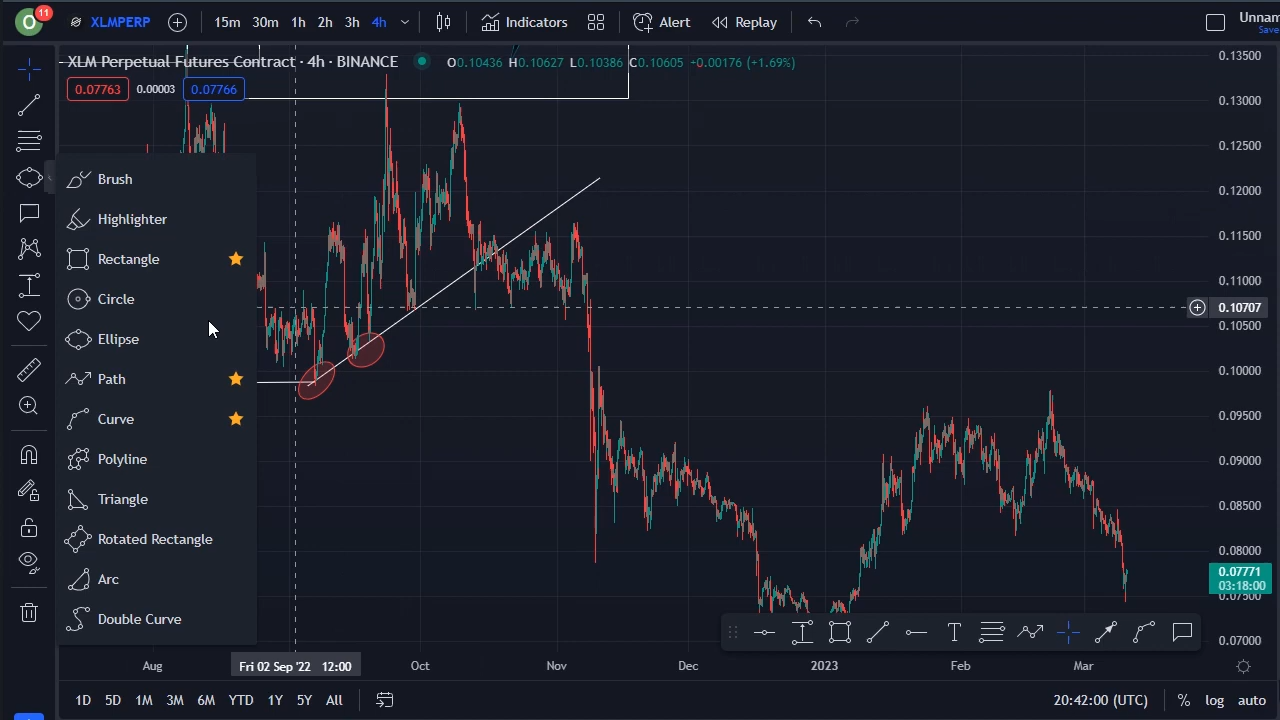 O 11 XLMPERP 15m 30m 1h 2h 3h 4h Indicators Alert Replay Unnam
Save
XLM Perpetual Futures Contract · 4h · BINANCE O0.10436 H0.10627 L0.10386 C0.10605 +0.00176 (+1.69%)
0.07763 0.00003 0.07766
Brush
Highlighter
Rectangle
Circle
Ellipse
Path
Curve
Polyline
Triangle
Rotated Rectangle
Arc
Double Curve
0.13500
0.13000
0.12500
0.12000
0.11500
0.11000
0.10707
0.10500
0.10000
0.09500
0.09000
0.08500
0.08000
0.07771
03:18:00
0.07500
0.07000
T
Aug Fri 02 Sep '22 12:00 Oct Nov Dec 2023 Feb Mar
1D 5D 1M 3M 6M YTD 1Y 5Y All 20:42:00 (UTC) % log auto